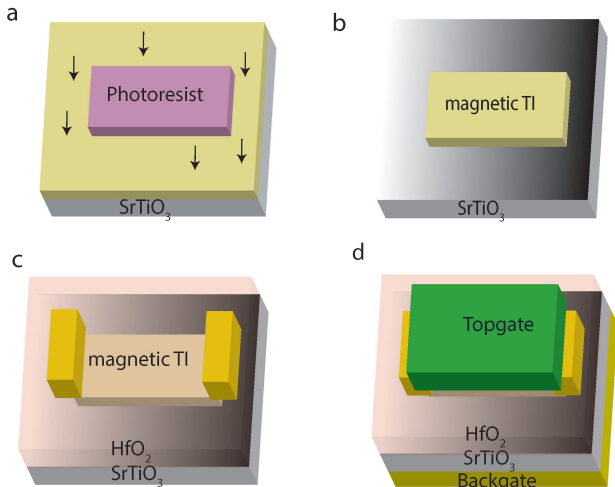 a
Photoresist
SrTiO₃
b
magnetic TI
SrTiO₃
c
magnetic TI
HfO₂
SrTiO₃
d
Topgate
HfO₂
SrTiO₃
Backgate